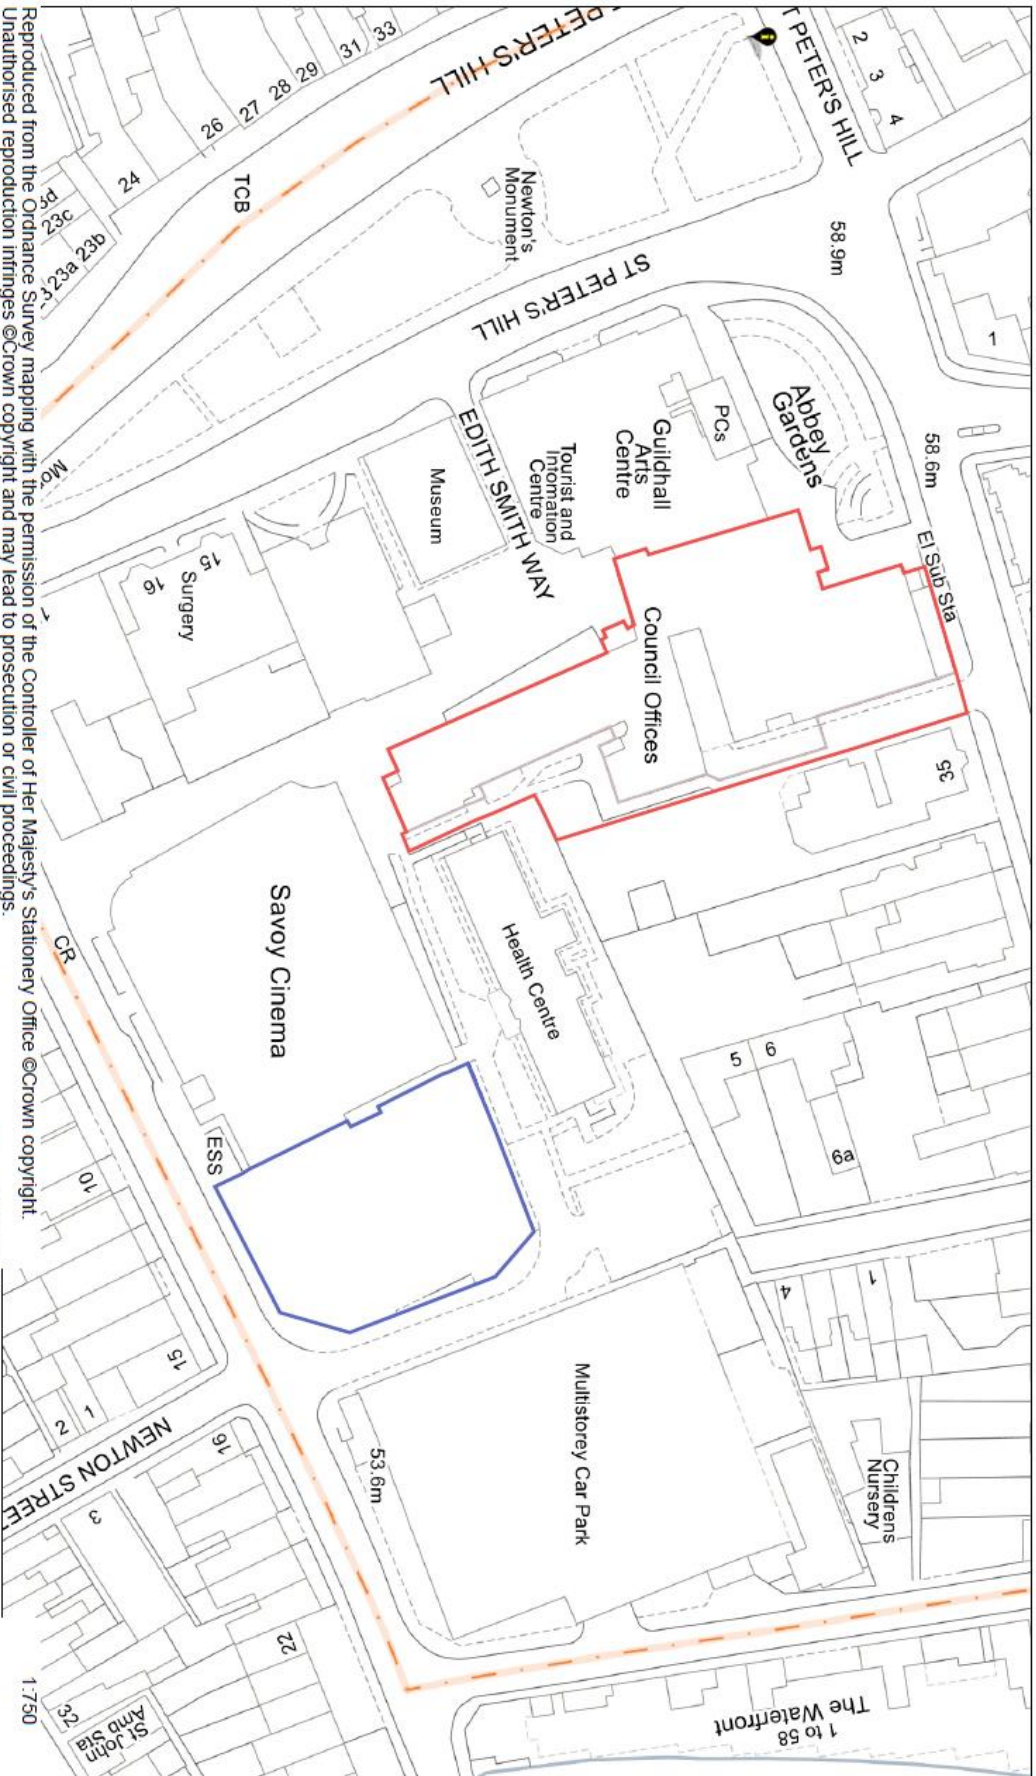 ST PETER'S HILL
T PETER'S HILL
33
31
29
28
27
26
24
3d
23c
23b
23a
3
TCB
2
3
4
1
58.9m
58.6m
Newton's
Monument
ST PETER'S HILL
Abbey
Gardens
PCs
Guildhall
Arts
Centre
Tourist and
Infomation
Centre
EDITH SMITH WAY
Museum
El Sub Sta
Council Offices
15
16
Surgery
1
35
Health Centre
Savoy Cinema
CR
ESS
5
6
6a
10
15
1
2
4
1
Multistorey Car Park
Childrens
Nursery
53.6m
NEWTON STREE
16
3
22
32
St John
Amb Sta
1 to 58
The Waterfront
Reproduced from the Ordnance Survey mapping with the permission of the Controller of Her Majesty's Stationery Office ©Crown copyright.
Unauthorised reproduction infringes ©Crown copyright and may lead to prosecution or civil proceedings.
1:750